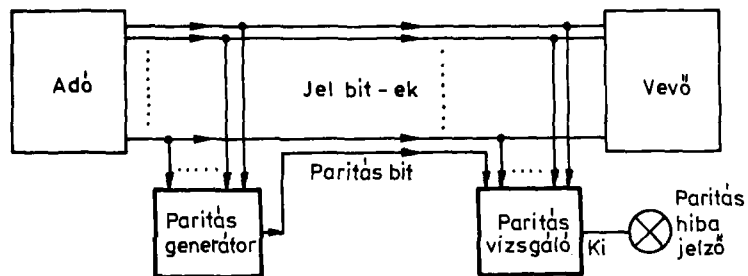 Adó
Jel bit-ek
Vevő
Paritás bit
Paritás
generátor
Paritás
vizsgáló
Ki
Paritás
hiba
jelző